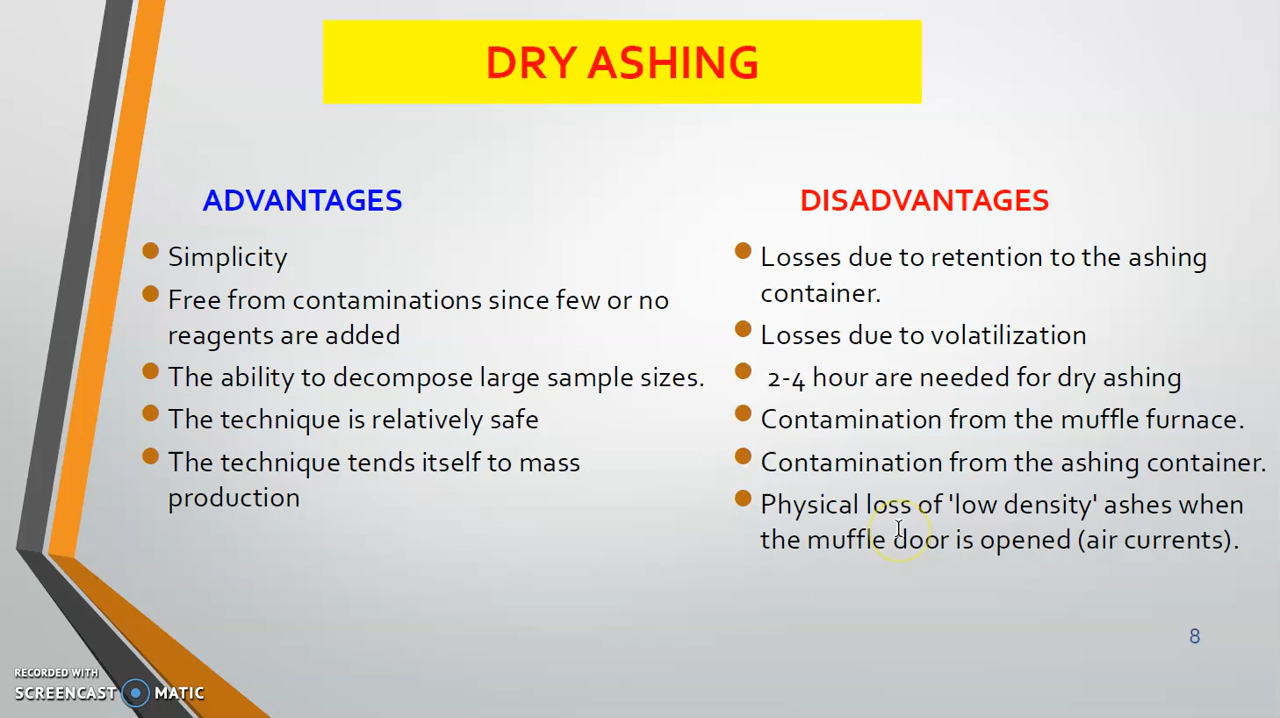 DRY ASHING
ADVANTAGES
Simplicity
Free from contaminations since few or no
reagents are added
The ability to decompose large sample sizes.
The technique is relatively safe
The technique tends itself to mass
production
DISADVANTAGES
Losses due to retention to the ashing
container.
Losses due to volatilization
2-4 hour are needed for dry ashing
Contamination from the muffle furnace.
Contamination from the ashing container.
Physical loss of 'low density' ashes when
the muffle door is opened (air currents).
8
RECORDED WITH
SCREENCAST MATIC